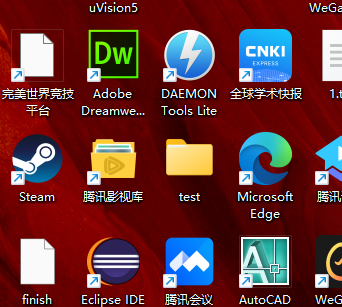 uVision5
WeGa
Dw
CNKI
EXPRESS
完美世界竞技
平台
Adobe
Dreamwe...
DAEMON
Tools Lite
全球学术快报
1.t
Steam
腾讯影视库
test
Microsoft
Edge
腾讯
finish
Eclipse IDE
腾讯会议
AutoCAD
WeG